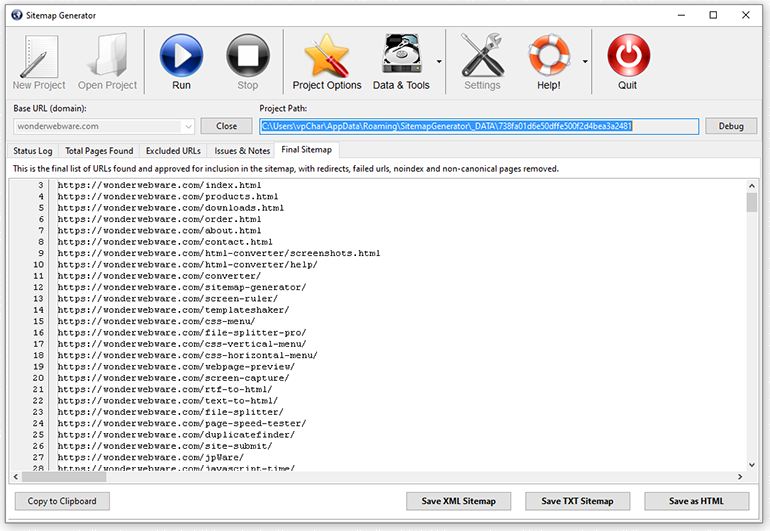 Sitemap Generator
New Project Open Project Run Stop Project Options Data & Tools Settings Help! Quit
Base URL (domain): Project Path:
wonderwebware.com Close C:\Users\vpChar\AppData\Roaming\SitemapGenerator\_DATA\738fa01d6e50dffe500f2d4bea3a2481 Debug
Status Log Total Pages Found Excluded URLs Issues & Notes Final Sitemap
This is the final list of URLs found and approved for inclusion in the sitemap, with redirects, failed urls, noindex and non-canonical pages removed.
3 https://wonderwebware.com/index.html
4 https://wonderwebware.com/products.html
5 https://wonderwebware.com/downloads.html
6 https://wonderwebware.com/order.html
7 https://wonderwebware.com/about.html
8 https://wonderwebware.com/contact.html
9 https://wonderwebware.com/html-converter/screenshots.html
10 https://wonderwebware.com/html-converter/help/
11 https://wonderwebware.com/converter/
12 https://wonderwebware.com/sitemap-generator/
13 https://wonderwebware.com/screen-ruler/
14 https://wonderwebware.com/templateshaker/
15 https://wonderwebware.com/css-menu/
16 https://wonderwebware.com/file-splitter-pro/
17 https://wonderwebware.com/css-vertical-menu/
18 https://wonderwebware.com/css-horizontal-menu/
19 https://wonderwebware.com/webpage-preview/
20 https://wonderwebware.com/screen-capture/
21 https://wonderwebware.com/rtf-to-html/
22 https://wonderwebware.com/text-to-html/
23 https://wonderwebware.com/file-splitter/
24 https://wonderwebware.com/page-speed-tester/
25 https://wonderwebware.com/duplicatefinder/
26 https://wonderwebware.com/site-submit/
27 https://wonderwebware.com/jpWare/
28 https://wonderwebware.com/javascript-time/
Copy to Clipboard Save XML Sitemap Save TXT Sitemap Save as HTML